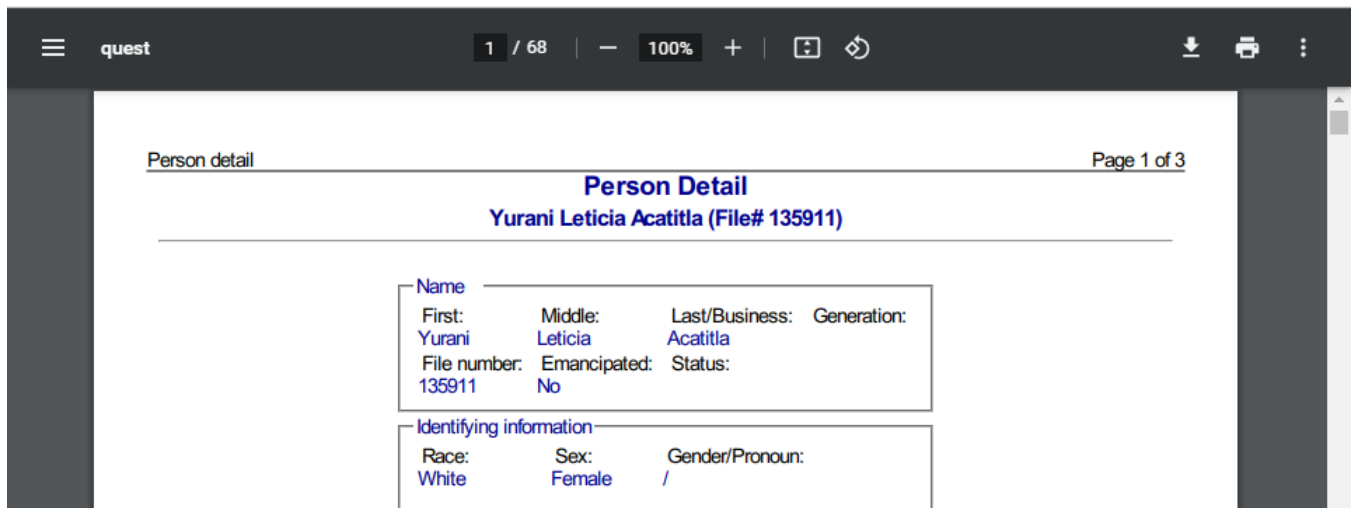 quest 1 / 68 100%
Person detail Page 1 of 3
Person Detail
Yurani Leticia Acatitla (File# 135911)
Name
First: Middle: Last/Business: Generation:
Yurani Leticia Acatitla
File number: Emancipated: Status:
135911 No
Identifying information
Race: Sex: Gender/Pronoun:
White Female /